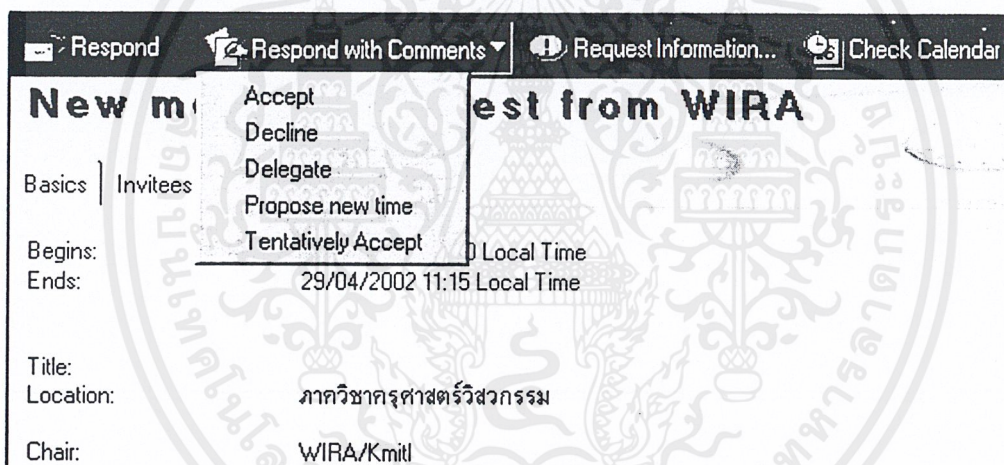 Respond Respond with Comments Request Information... Check Calendar
New m est from WIRA
Accept
Decline
Delegate
Propose new time
Tentatively Accept
Basics Invitees
Begins: 0 Local Time
Ends: 29/04/2002 11:15 Local Time
Title:
Location: ภาควิชาครุศาสตร์วิศวกรรม
Chair: WIRA/Kmitl